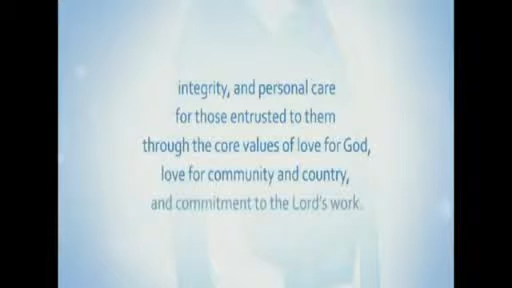 integrity, and personal care
for those entrusted to them
through the core values of love for God,
love for community and country,
and commitment to the Lord's work.